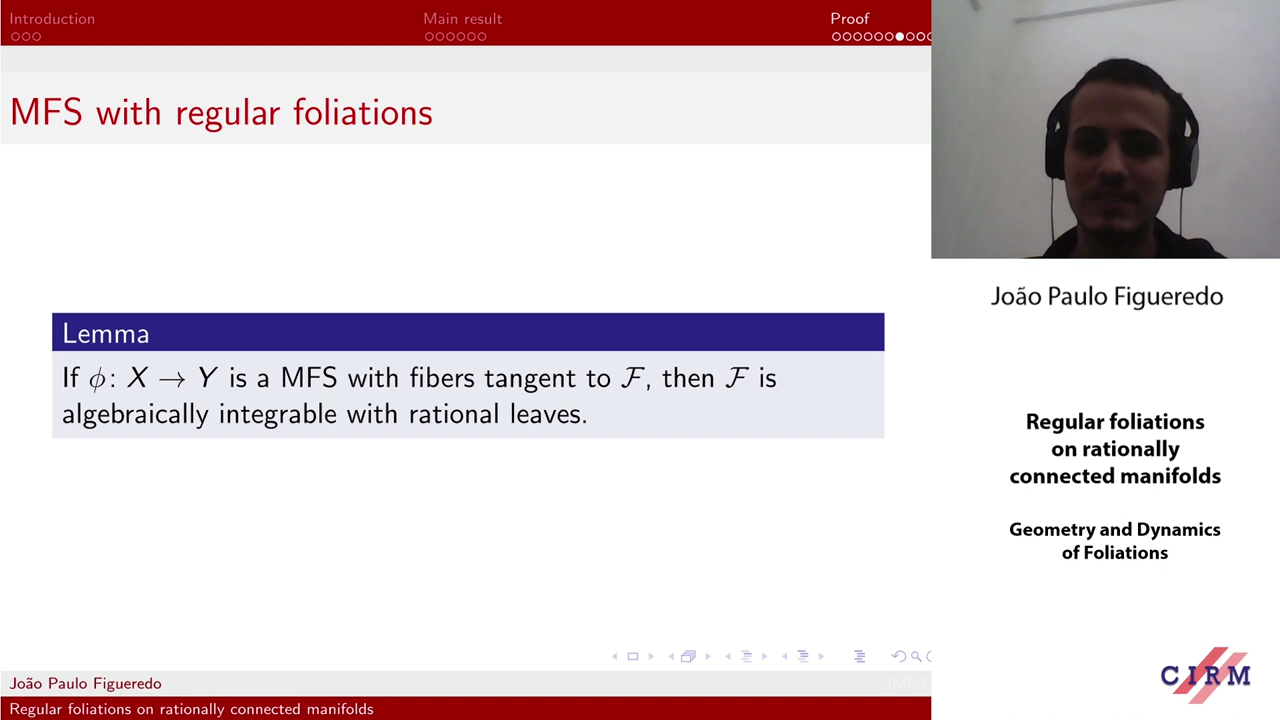 Introduction
Main result
Proof
MFS with regular foliations
Lemma
If ϕ: X → Y is a MFS with fibers tangent to ℱ, then ℱ is
algebraically integrable with rational leaves.
João Paulo Figueredo
IMPA
Regular foliations on rationally connected manifolds
João Paulo Figueredo
Regular foliations
on rationally
connected manifolds
Geometry and Dynamics
of Foliations
CIRM